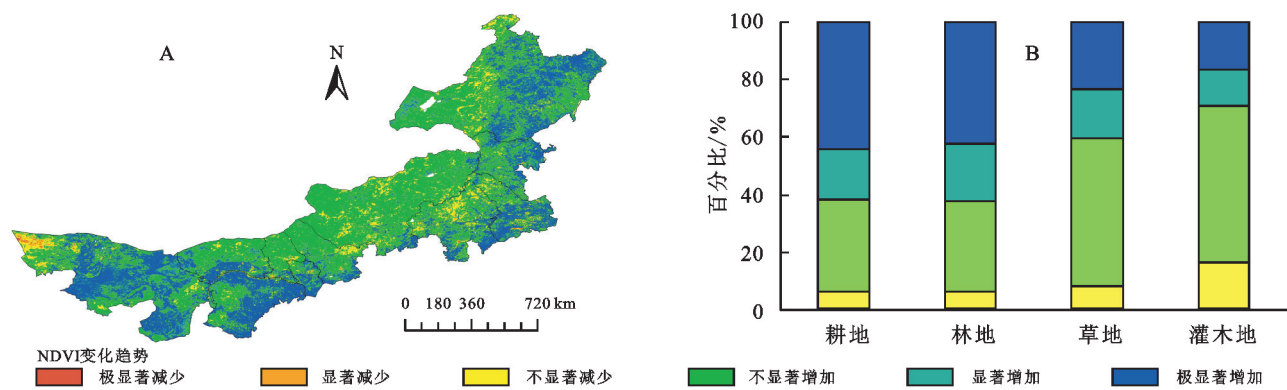 A
N
0 180 360 720 km
B
百分比/%
100
80
60
40
20
0
耕地 林地 草地 灌木地
NDVI变化趋势
极显著减少 显著减少 不显著减少 不显著增加 显著增加 极显著增加